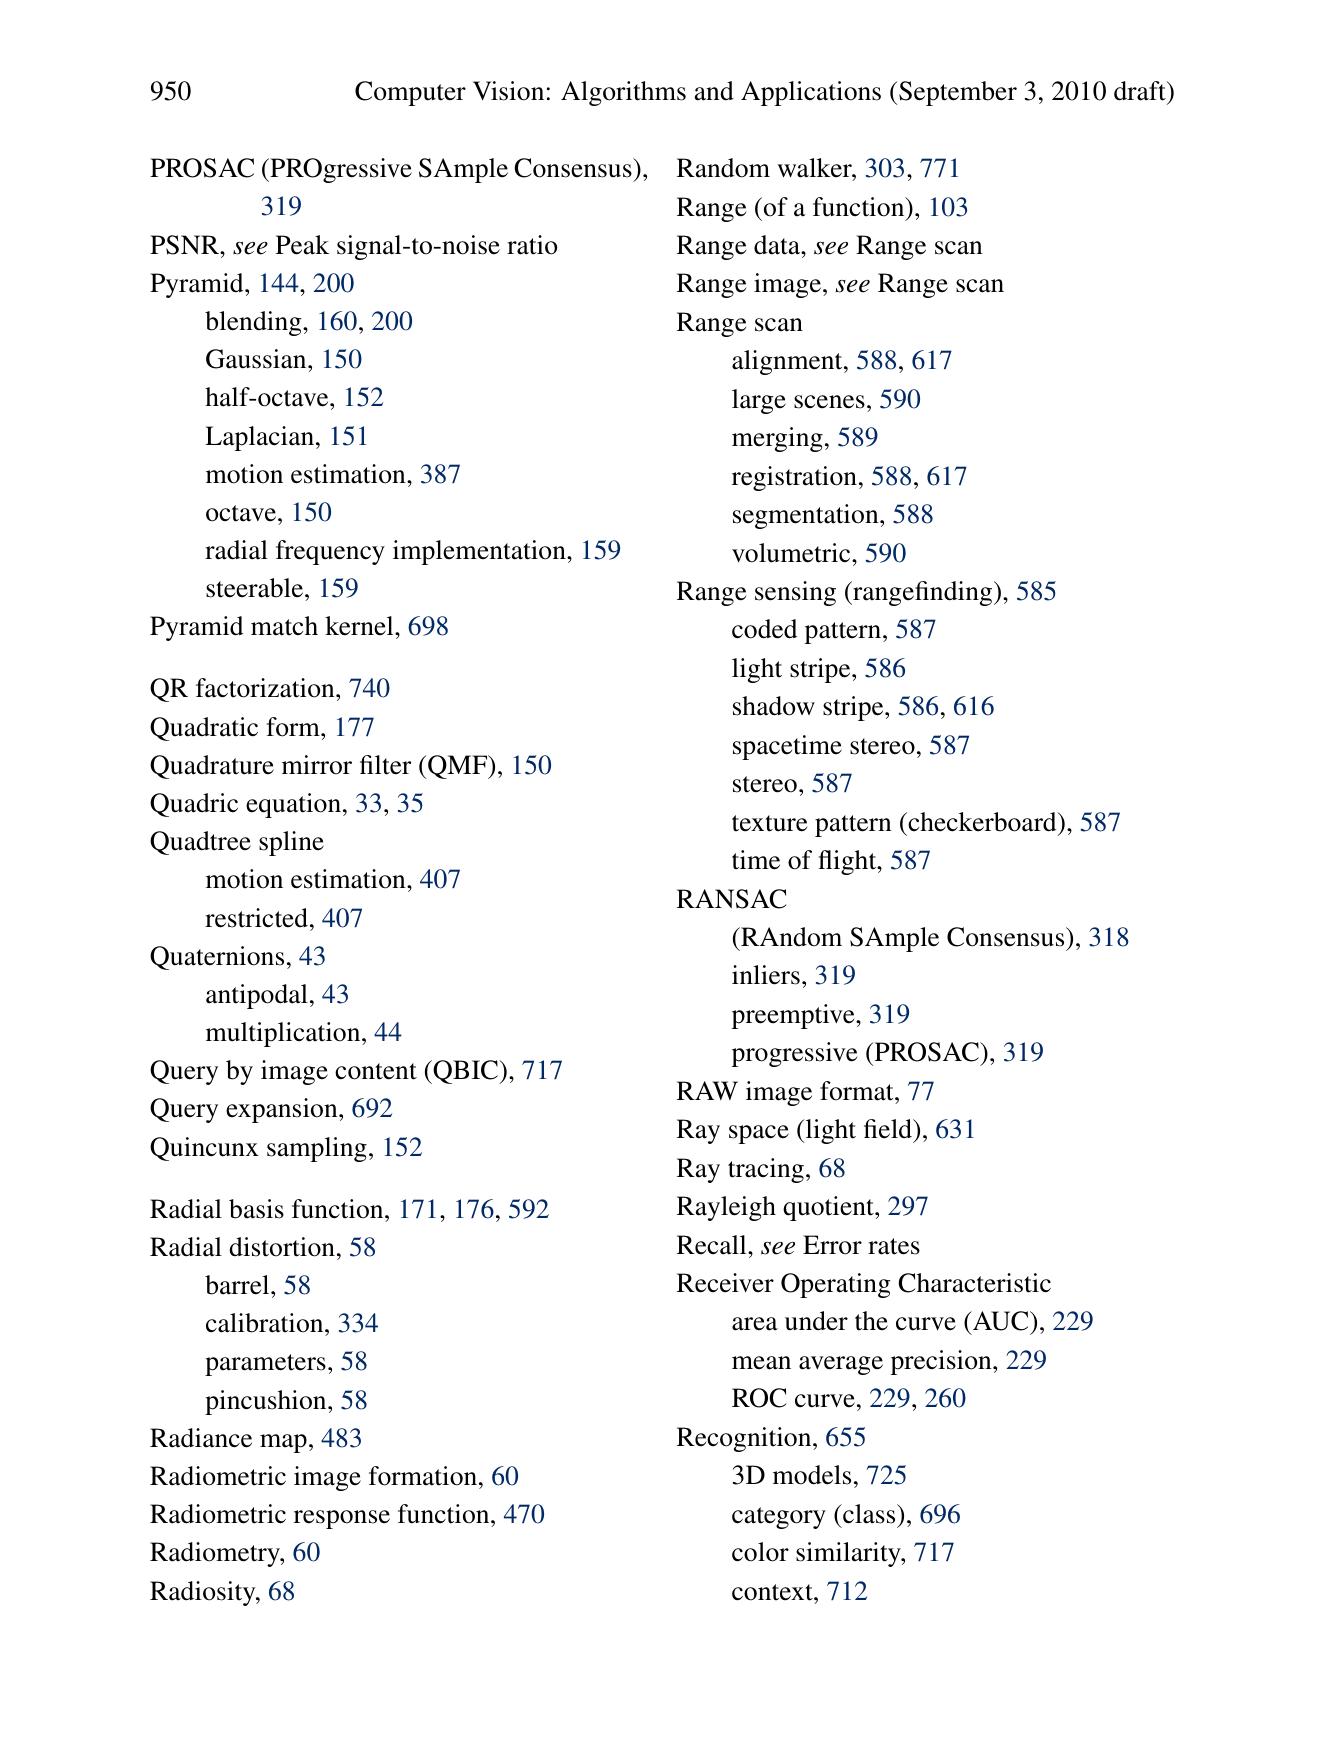 950 Computer Vision: Algorithms and Applications (September 3, 2010 draft)
PROSAC (PROgressive SAmple Consensus),
319
PSNR, see Peak signal-to-noise ratio
Pyramid, 144, 200
blending, 160, 200
Gaussian, 150
half-octave, 152
Laplacian, 151
motion estimation, 387
octave, 150
radial frequency implementation, 159
steerable, 159
Pyramid match kernel, 698
QR factorization, 740
Quadratic form, 177
Quadrature mirror filter (QMF), 150
Quadric equation, 33, 35
Quadtree spline
motion estimation, 407
restricted, 407
Quaternions, 43
antipodal, 43
multiplication, 44
Query by image content (QBIC), 717
Query expansion, 692
Quincunx sampling, 152
Radial basis function, 171, 176, 592
Radial distortion, 58
barrel, 58
calibration, 334
parameters, 58
pincushion, 58
Radiance map, 483
Radiometric image formation, 60
Radiometric response function, 470
Radiometry, 60
Radiosity, 68
Random walker, 303, 771
Range (of a function), 103
Range data, see Range scan
Range image, see Range scan
Range scan
alignment, 588, 617
large scenes, 590
merging, 589
registration, 588, 617
segmentation, 588
volumetric, 590
Range sensing (rangefinding), 585
coded pattern, 587
light stripe, 586
shadow stripe, 586, 616
spacetime stereo, 587
stereo, 587
texture pattern (checkerboard), 587
time of flight, 587
RANSAC
(RAndom SAmple Consensus), 318
inliers, 319
preemptive, 319
progressive (PROSAC), 319
RAW image format, 77
Ray space (light field), 631
Ray tracing, 68
Rayleigh quotient, 297
Recall, see Error rates
Receiver Operating Characteristic
area under the curve (AUC), 229
mean average precision, 229
ROC curve, 229, 260
Recognition, 655
3D models, 725
category (class), 696
color similarity, 717
context, 712